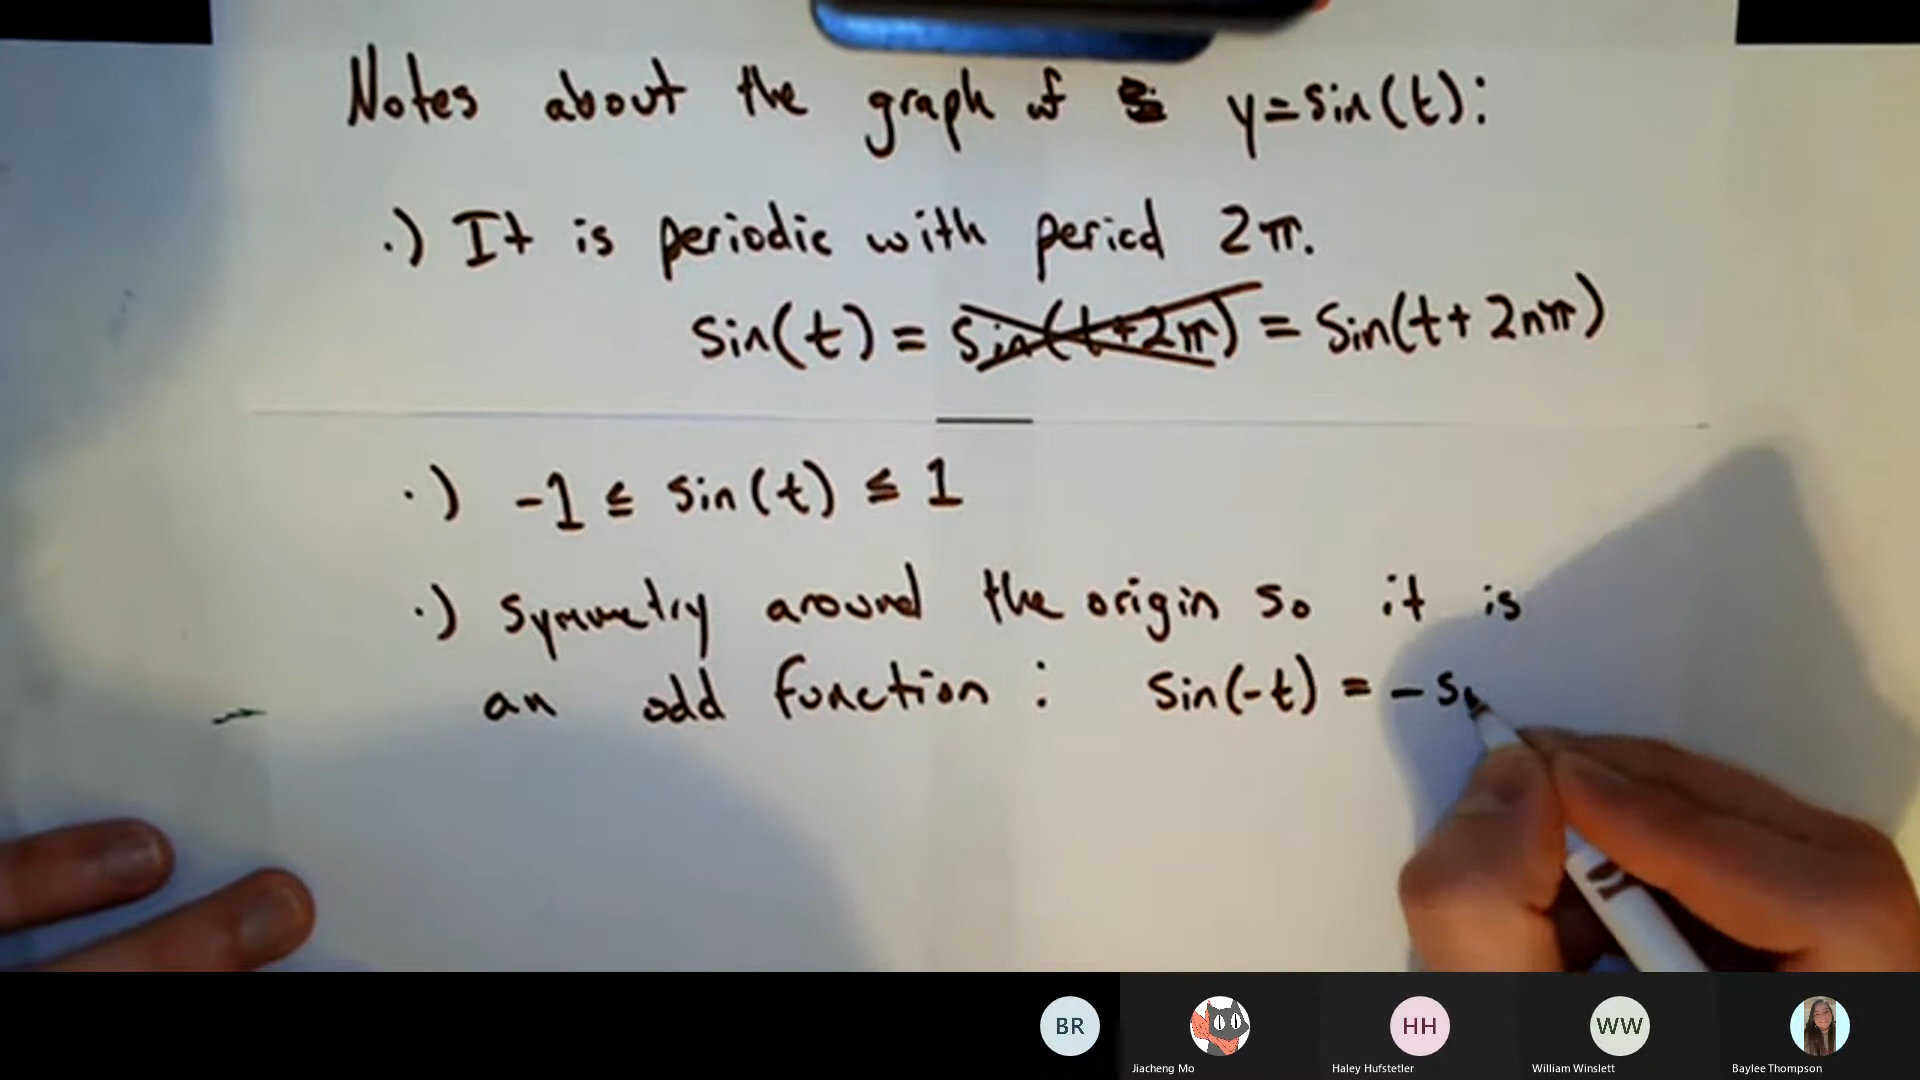 Notes about the graph of y=sin(t):
·) It is periodic with period 2π.
sin(t) = sin(t+2π) = sin(t+2nπ)
·) -1 ≤ sin(t) ≤ 1
·) symmetry around the origin so it is
an odd function : sin(-t) = - s
BR
HH
WW
Jiacheng Mo
Haley Hufstetler
William Winslett
Baylee Thompson